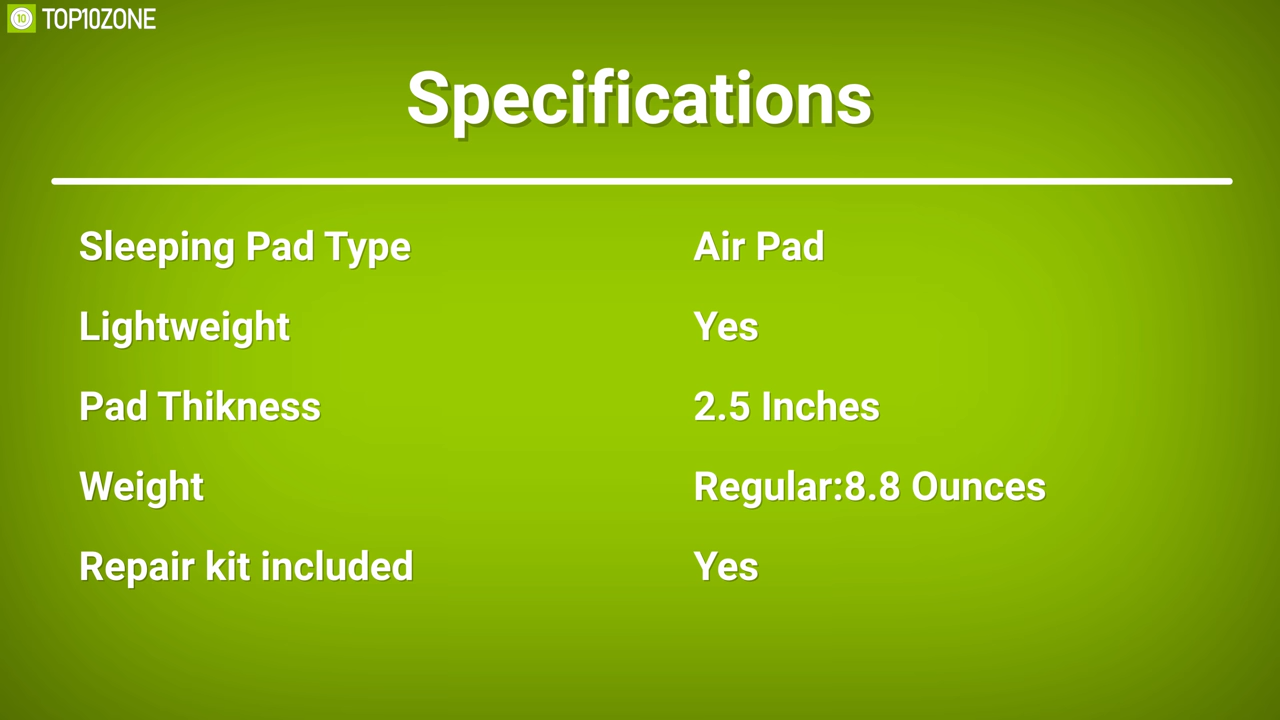 TOP10ZONE
Specifications
Sleeping Pad Type Air Pad
Lightweight Yes
Pad Thikness 2.5 Inches
Weight Regular:8.8 Ounces
Repair kit included Yes